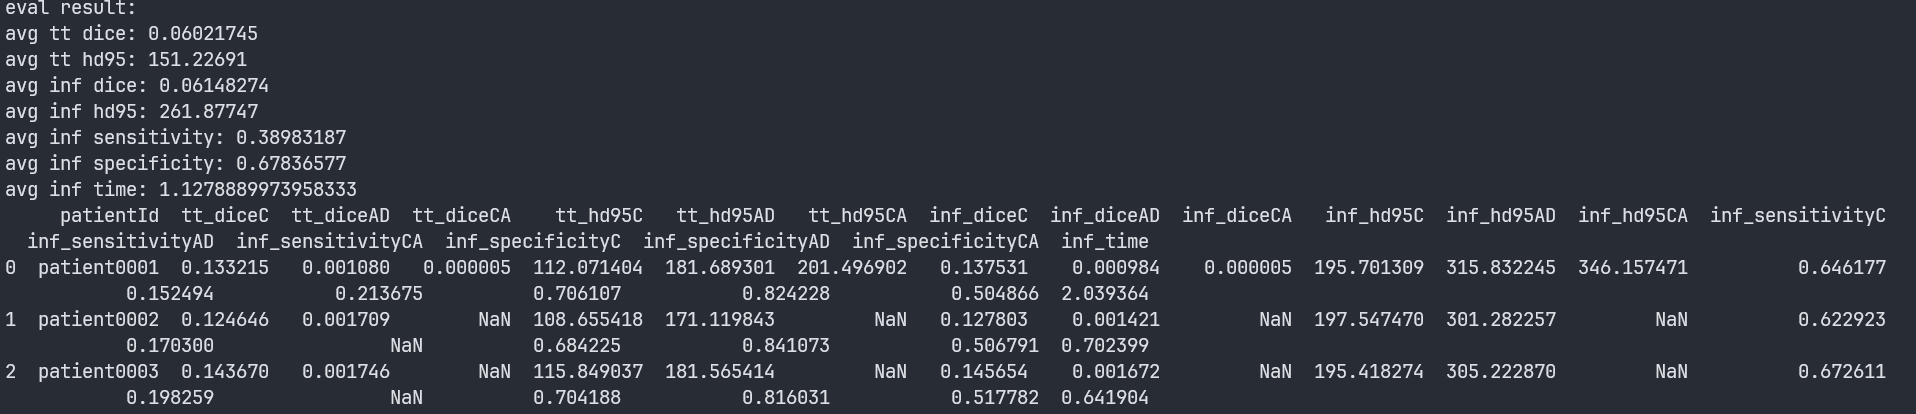 eval result:
avg tt dice: 0.06021745
avg tt hd95: 151.22691
avg inf dice: 0.06148274
avg inf hd95: 261.87747
avg inf sensitivity: 0.38983187
avg inf specificity: 0.67836577
avg inf time: 1.1278889973958333
patientId tt_diceC tt_diceAD tt_diceCA tt_hd95C tt_hd95AD tt_hd95CA inf_diceC inf_diceAD inf_diceCA inf_hd95C inf_hd95AD inf_hd95CA inf_sensitivityC
inf_sensitivityAD inf_sensitivityCA inf_specificityC inf_specificityAD inf_specificityCA inf_time
0 patient0001 0.133215 0.001080 0.000005 112.071404 181.689301 201.496902 0.137531 0.000984 0.000005 195.701309 315.832245 346.157471 0.646177
0.152494 0.213675 0.706107 0.824228 0.504866 2.039364
1 patient0002 0.124646 0.001709 NaN 108.655418 171.119843 NaN 0.127803 0.001421 NaN 197.547470 301.282257 NaN 0.622923
0.170300 NaN 0.684225 0.841073 0.506791 0.702399
2 patient0003 0.143670 0.001746 NaN 115.849037 181.565414 NaN 0.145654 0.001672 NaN 195.418274 305.222870 NaN 0.672611
0.198259 NaN 0.704188 0.816031 0.517782 0.641904